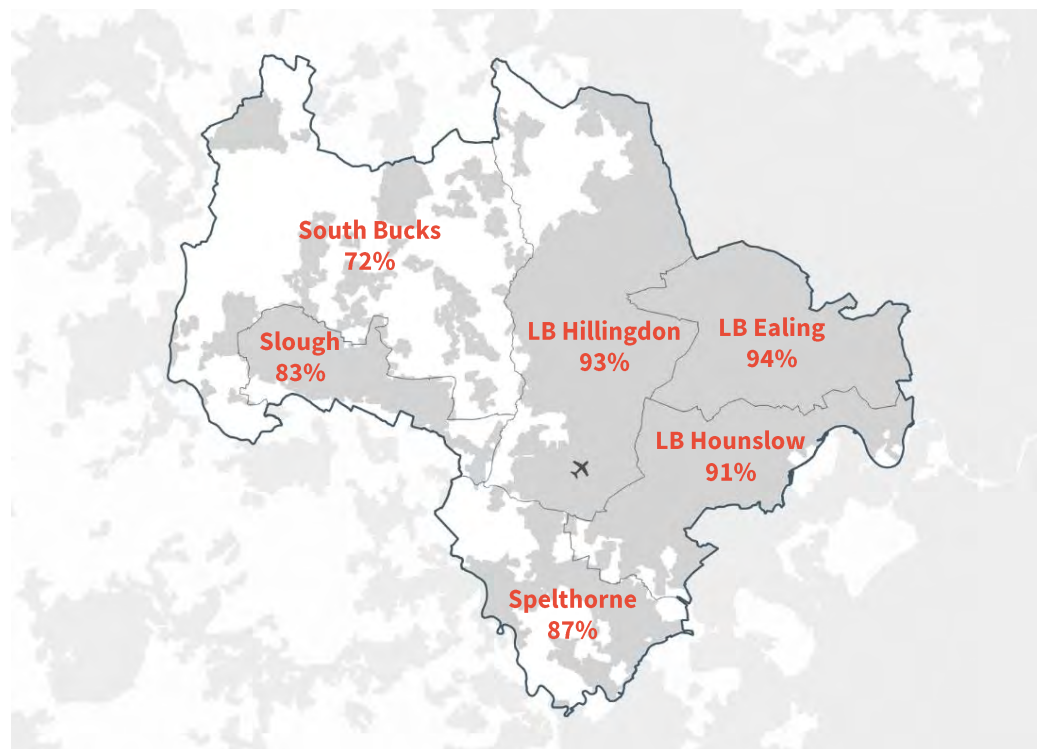 South Bucks
72%
Slough
83%
LB Hillingdon
93%
LB Ealing
94%
LB Hounslow
91%
Spelthorne
87%